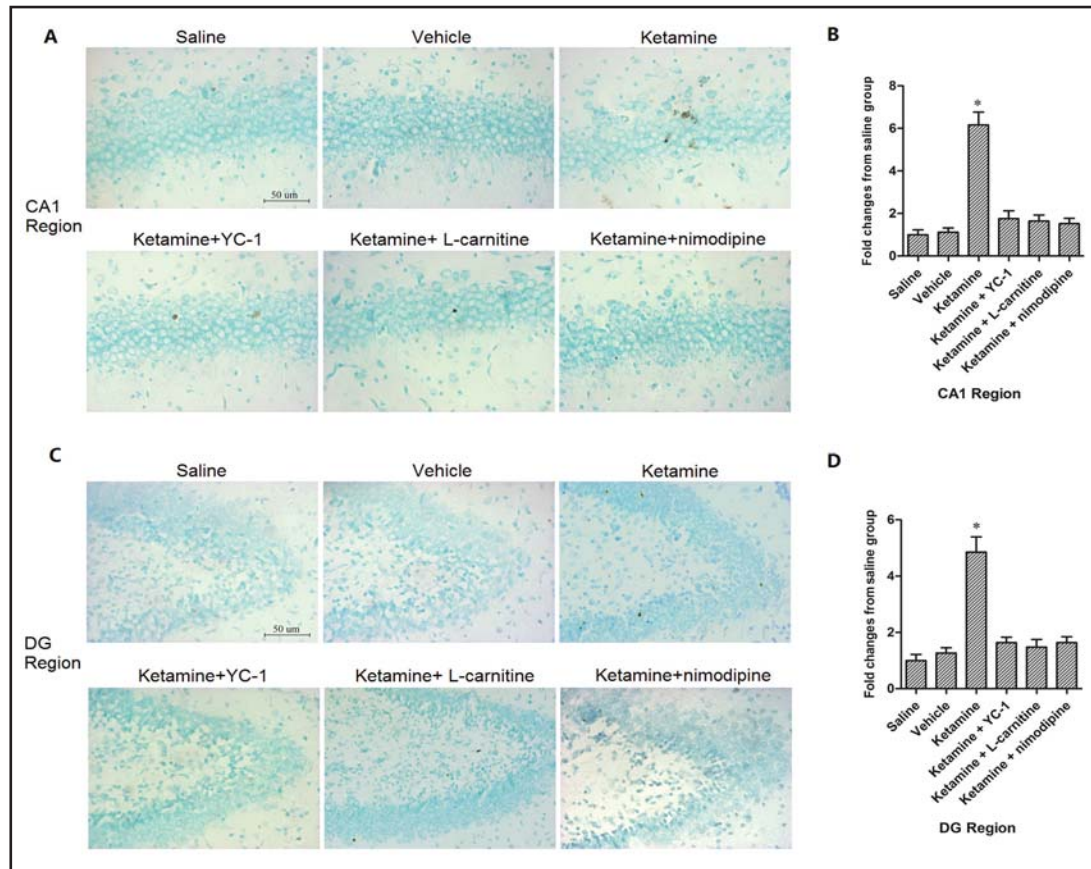 A
Saline
Vehicle
Ketamine
CA1
Region
50 um
Ketamine+YC-1
Ketamine+ L-carnitine
Ketamine+nimodipine
B
Fold changes from saline group
8
6
4
2
0
*
Saline
Vehicle
Ketamine
Ketamine + YC-1
Ketamine + L-carnitine
Ketamine + nimodipine
CA1 Region
C
Saline
Vehicle
Ketamine
DG
Region
50 um
Ketamine+YC-1
Ketamine+ L-carnitine
Ketamine+nimodipine
D
Fold changes from saline group
6
4
2
0
*
Saline
Vehicle
Ketamine
Ketamine + YC-1
Ketamine + L-carnitine
Ketamine + nimodipine
DG Region